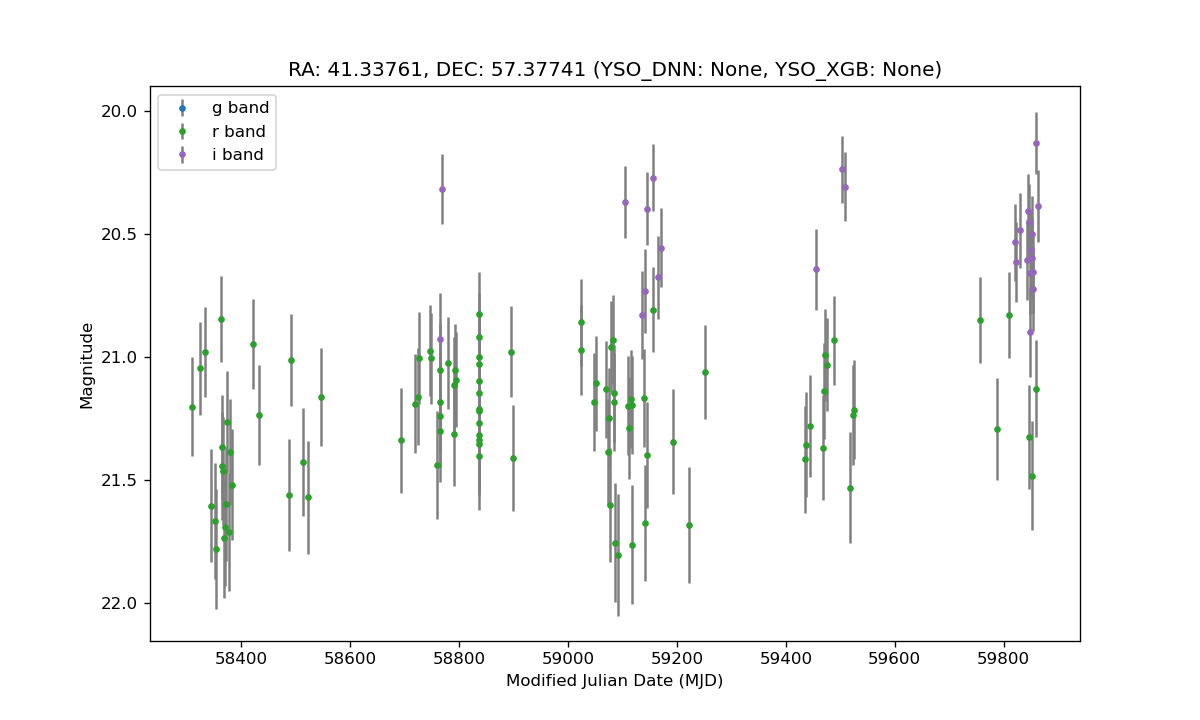 RA: 41.33761, DEC: 57.37741 (YSO_DNN: None, YSO_XGB: None)
g band
r band
i band
20.0
20.5
21.0
21.5
22.0
Magnitude
58400 58600 58800 59000 59200 59400 59600 59800
Modified Julian Date (MJD)